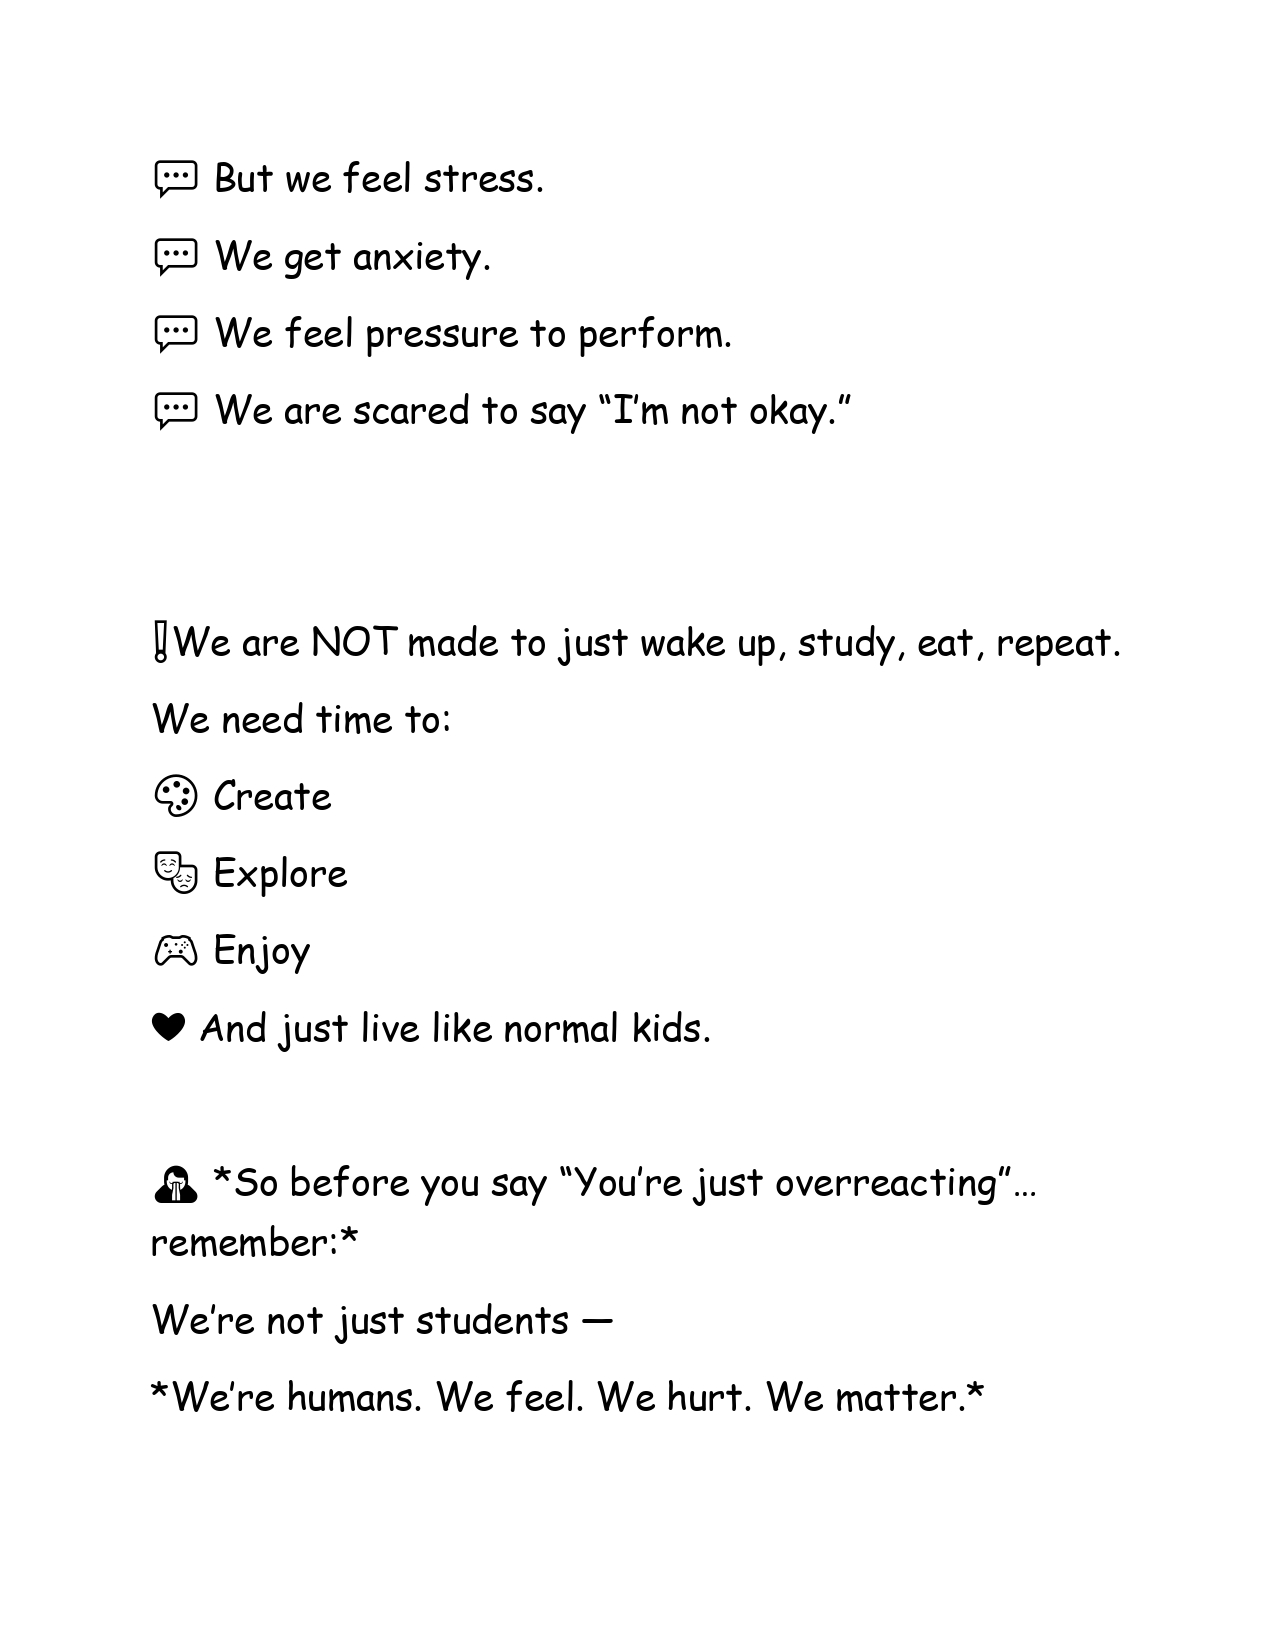 💬 But we feel stress.
💬 We get anxiety.
💬 We feel pressure to perform.
💬 We are scared to say “I’m not okay.”
❗We are NOT made to just wake up, study, eat, repeat.
We need time to:
🎨 Create
🎭 Explore
🎮 Enjoy
❤ And just live like normal kids.
🙏 *So before you say “You’re just overreacting”…
remember:*
We’re not just students —
*We’re humans. We feel. We hurt. We matter.*